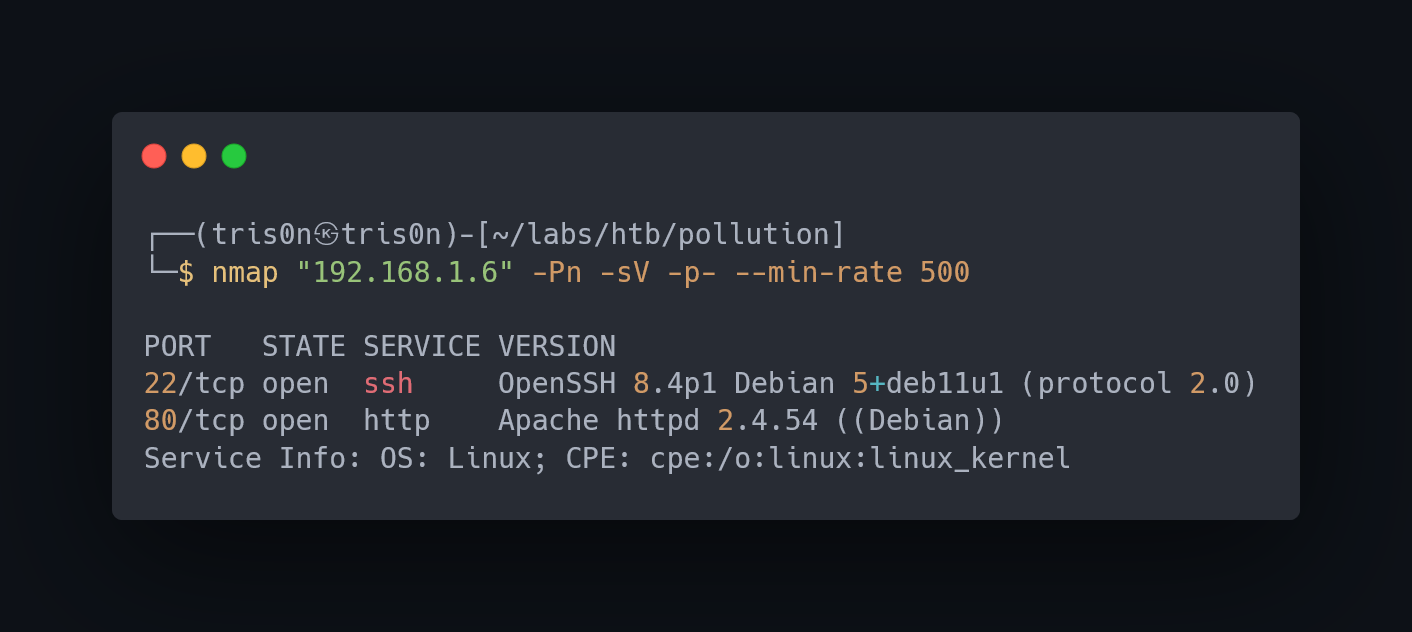 ┌──(tris0n㉿tris0n)-[~/labs/htb/pollution]
└─$ nmap "192.168.1.6" -Pn -sV -p- --min-rate 500
PORT   STATE SERVICE VERSION
22/tcp open  ssh     OpenSSH 8.4p1 Debian 5+deb11u1 (protocol 2.0)
80/tcp open  http    Apache httpd 2.4.54 ((Debian))
Service Info: OS: Linux; CPE: cpe:/o:linux:linux_kernel